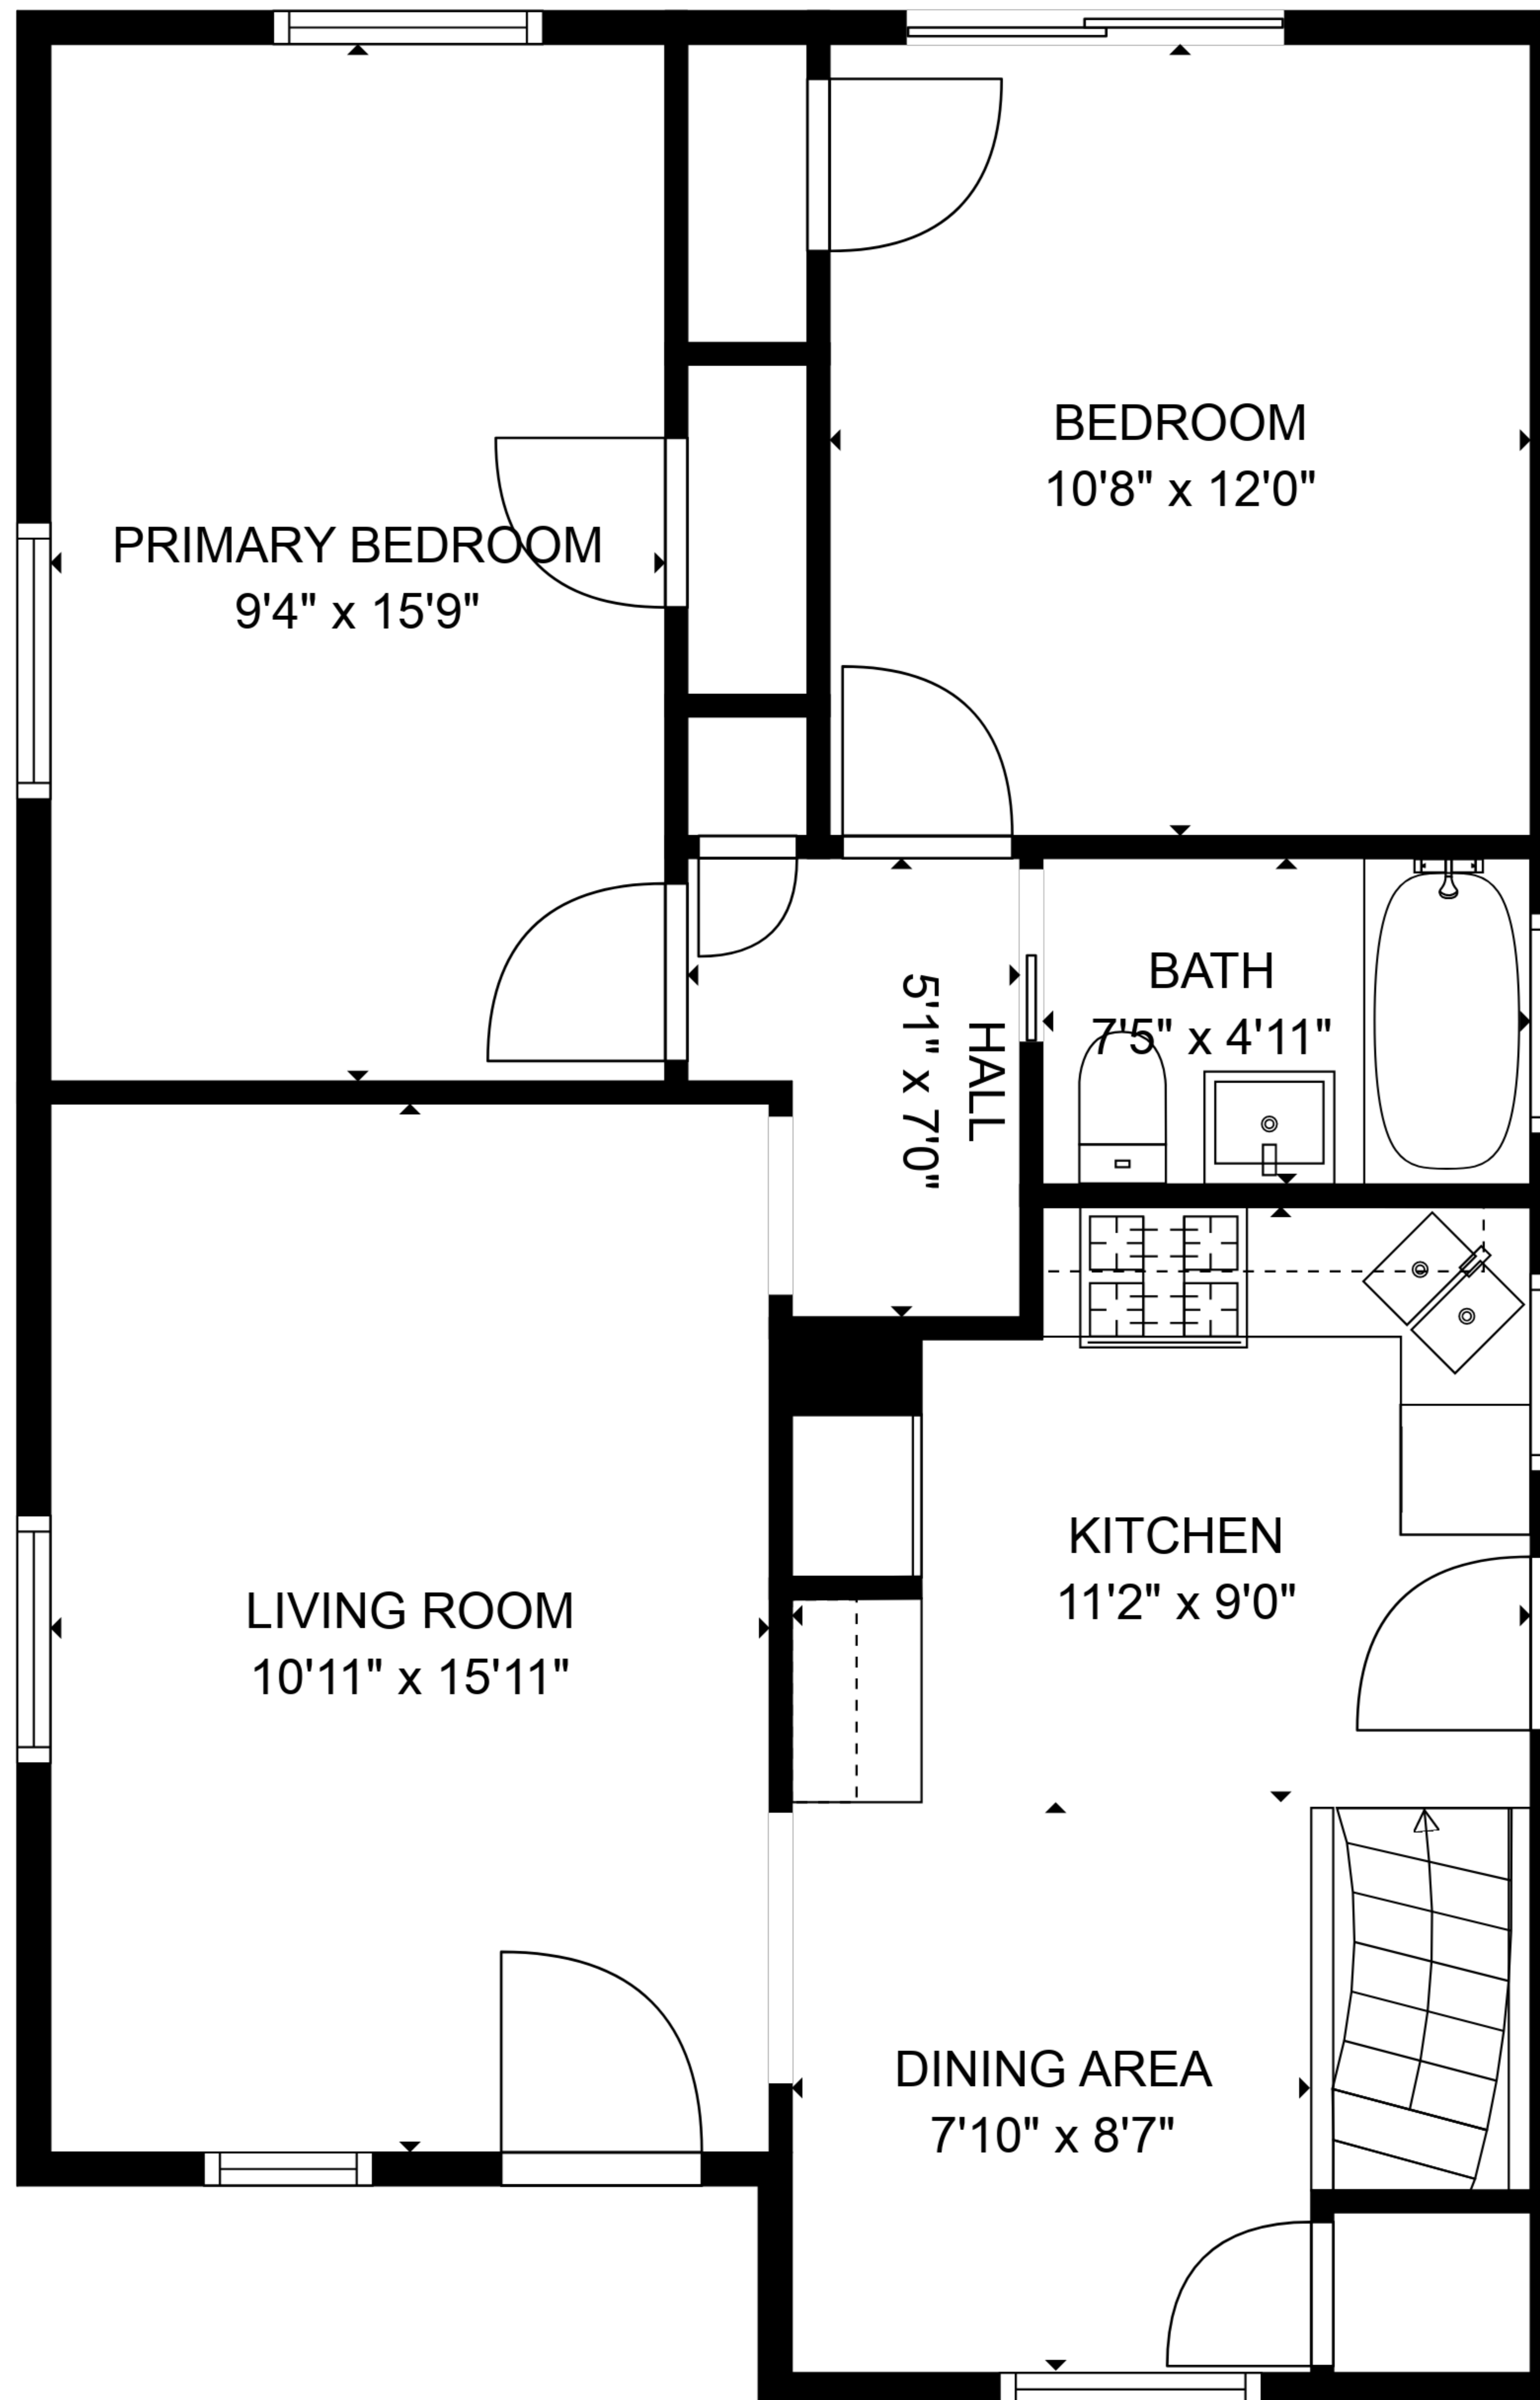 BEDROOM
10'8" x 12'0"
PRIMARY BEDROOM
9'4" x 15'9"
BATH
7'5" x 4'11"
HALL
5'1" x 7'0"
KITCHEN
11'2" x 9'0"
LIVING ROOM
10'11" x 15'11"
DINING AREA
7'10" x 8'7"